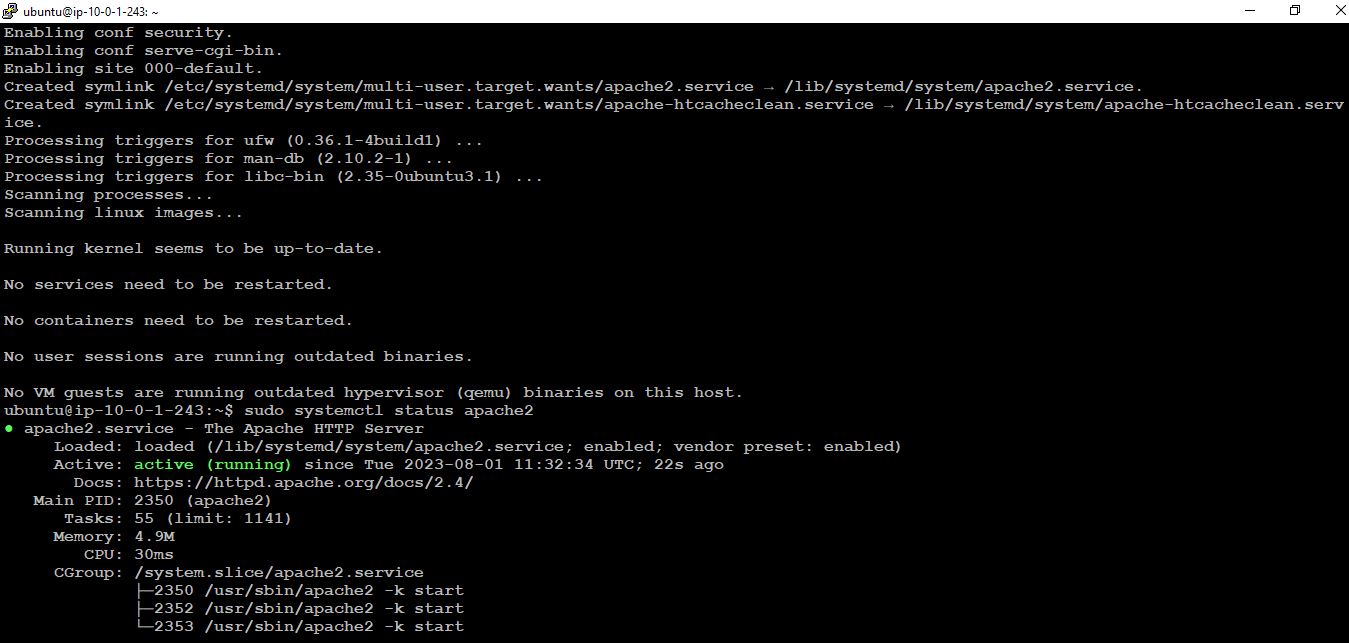 ubuntu@ip-10-0-1-243: ~
Enabling conf security.
Enabling conf serve-cgi-bin.
Enabling site 000-default.
Created symlink /etc/systemd/system/multi-user.target.wants/apache2.service → /lib/systemd/system/apache2.service.
Created symlink /etc/systemd/system/multi-user.target.wants/apache-htcacheclean.service → /lib/systemd/system/apache-htcacheclean.serv
ice.
Processing triggers for ufw (0.36.1-4build1) ...
Processing triggers for man-db (2.10.2-1) ...
Processing triggers for libc-bin (2.35-0ubuntu3.1) ...
Scanning processes...
Scanning linux images...

Running kernel seems to be up-to-date.

No services need to be restarted.

No containers need to be restarted.

No user sessions are running outdated binaries.

No VM guests are running outdated hypervisor (qemu) binaries on this host.
ubuntu@ip-10-0-1-243:~$ sudo systemctl status apache2
● apache2.service - The Apache HTTP Server
     Loaded: loaded (/lib/systemd/system/apache2.service; enabled; vendor preset: enabled)
     Active: active (running) since Tue 2023-08-01 11:32:34 UTC; 22s ago
       Docs: https://httpd.apache.org/docs/2.4/
   Main PID: 2350 (apache2)
      Tasks: 55 (limit: 1141)
     Memory: 4.9M
        CPU: 30ms
     CGroup: /system.slice/apache2.service
             ├─2350 /usr/sbin/apache2 -k start
             ├─2352 /usr/sbin/apache2 -k start
             └─2353 /usr/sbin/apache2 -k start